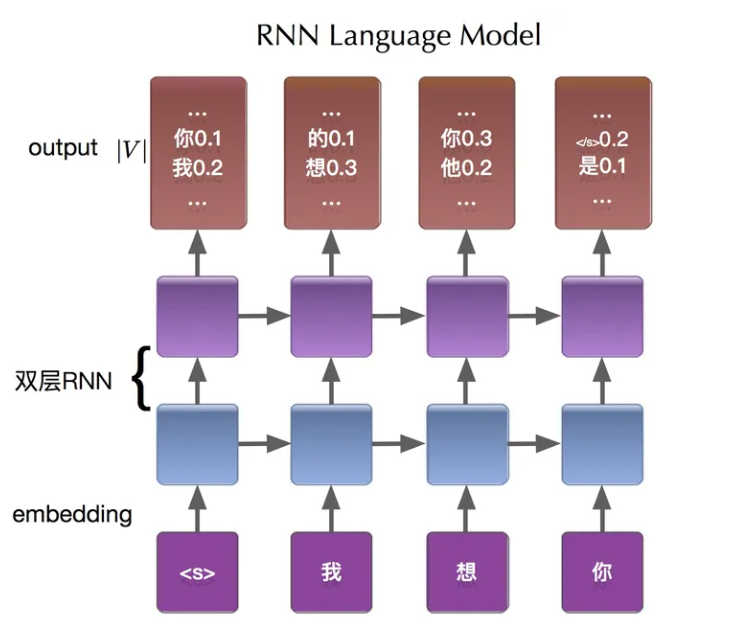 RNN Language Model
output |V|
...
你0.1
我0.2
...
...
的0.1
想0.3
...
...
你0.3
他0.2
...
...
</s>0.2
是0.1
...
双层RNN {
embedding
<s>
我
想
你